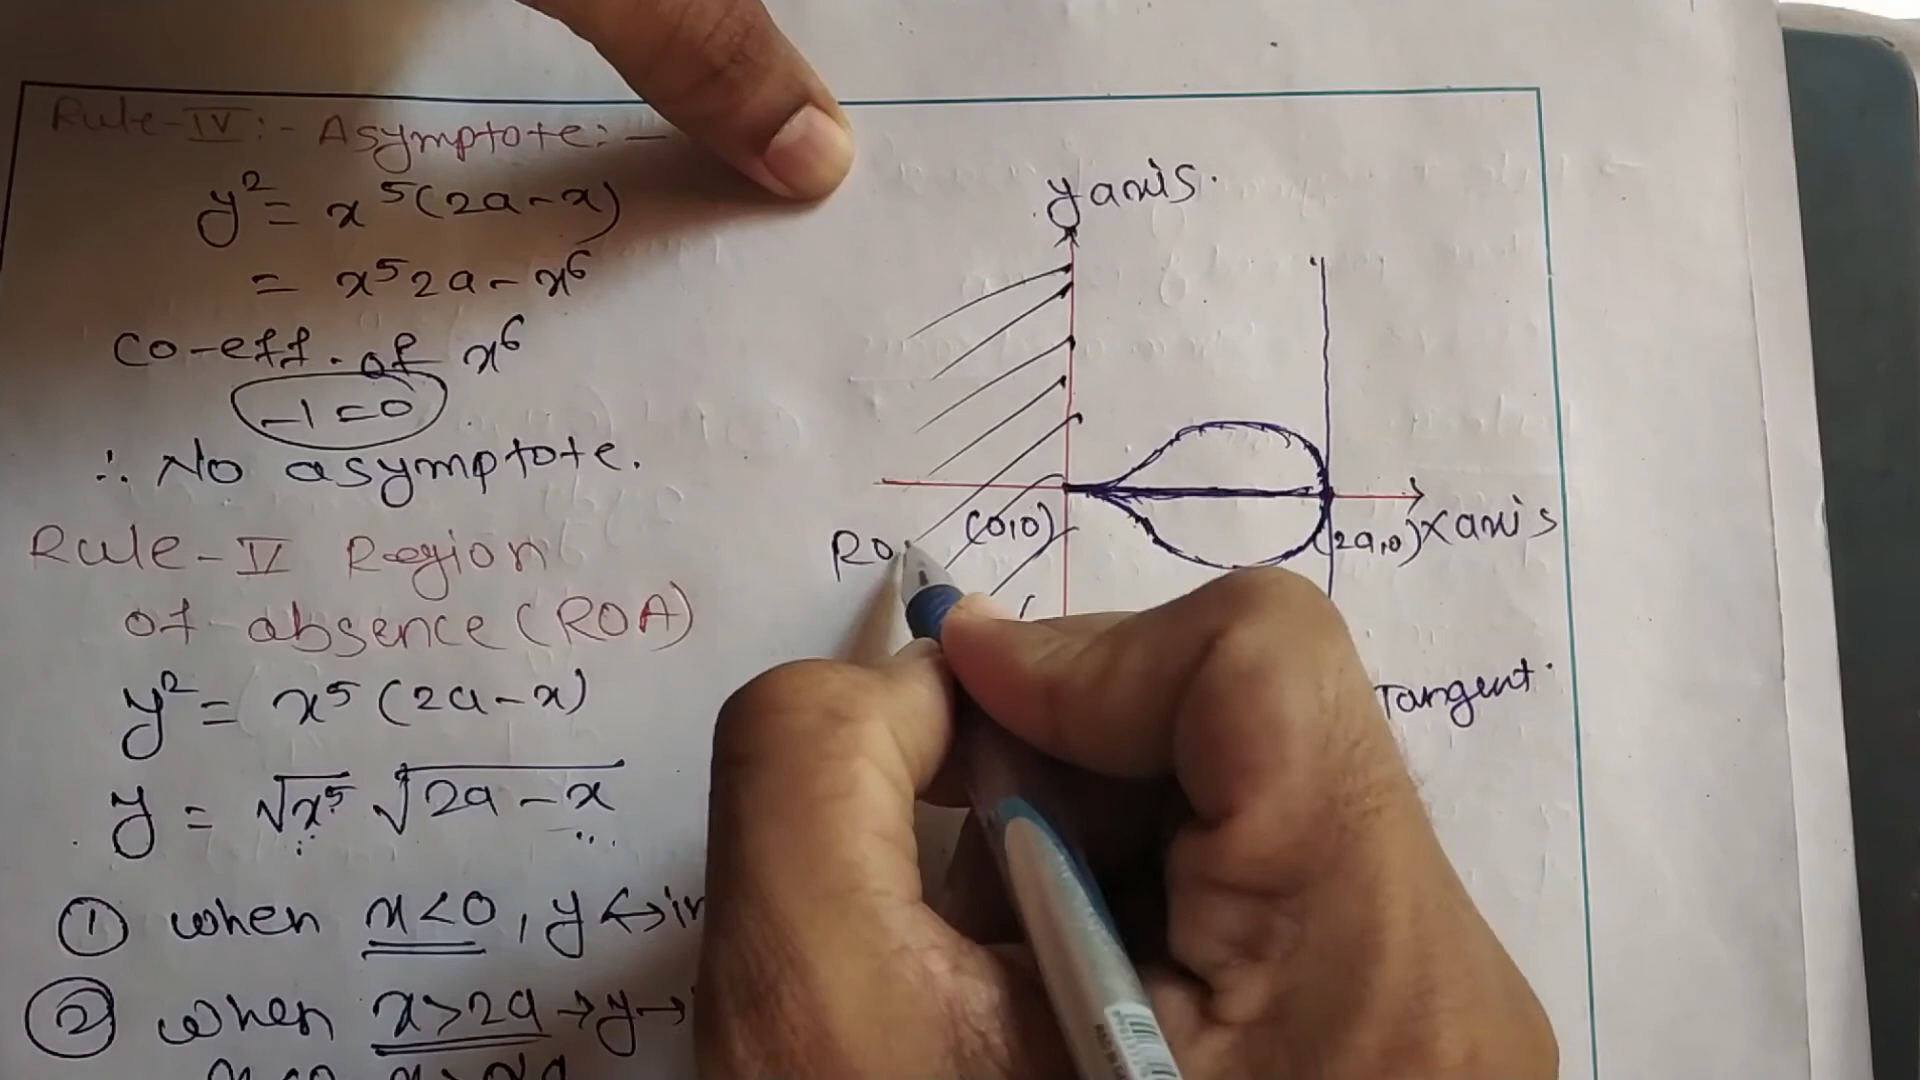 Rule-IV:- Asymptote:-
y² = x⁵(2a-x)
= x⁵2a-x⁶
co-eff. of x⁶
-1=0
∴ No asymptote.
Rule-V Region
of absence (ROA)
y² = x⁵ (2a-x)
y = √x⁵ √2a-x
① when x<0, y
② when x>2a → y →
y axis.
(0,0)
(2a,0) X axis
RO
Tangent.